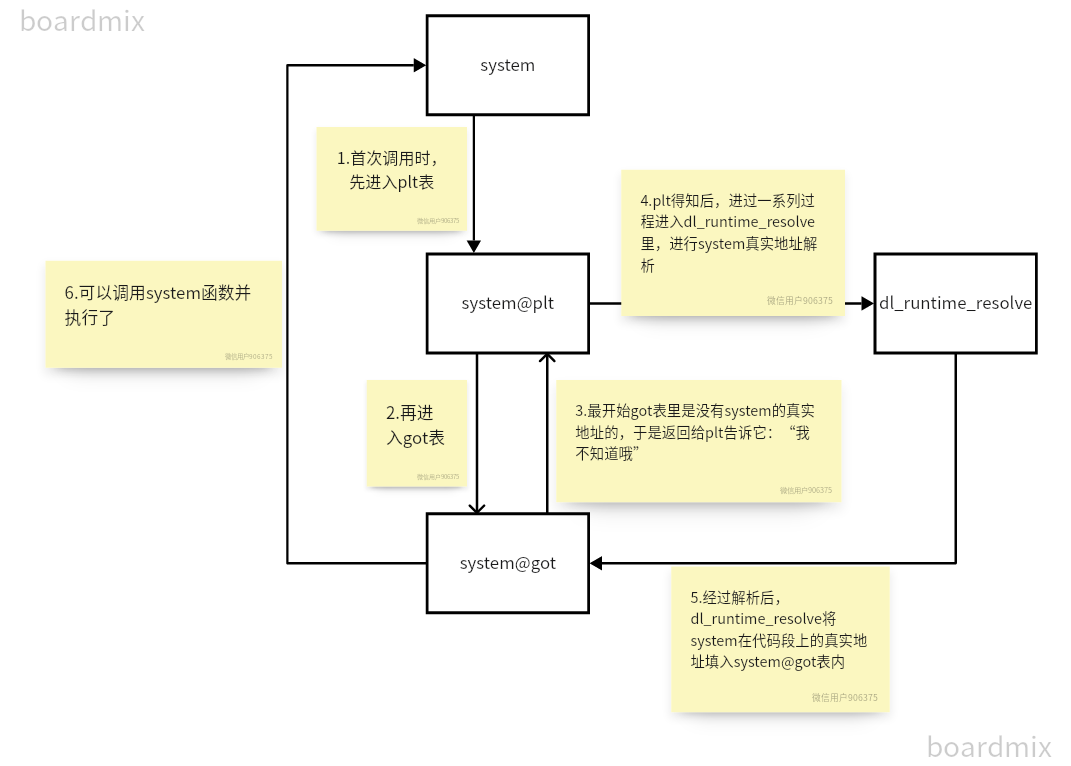 boardmix
system
1.首次调用时，
先进入plt表
微信用户906375
4.plt得知后，进过一系列过
程进入dl_runtime_resolve
里，进行system真实地址解
析
微信用户906375
6.可以调用system函数并
执行了
微信用户906375
system@plt
dl_runtime_resolve
2.再进
入got表
微信用户906375
3.最开始got表里是没有system的真实
地址的，于是返回给plt告诉它：“我
不知道哦”
微信用户906375
system@got
5.经过解析后，
dl_runtime_resolve将
system在代码段上的真实地
址填入system@got表内
微信用户906375
boardmix